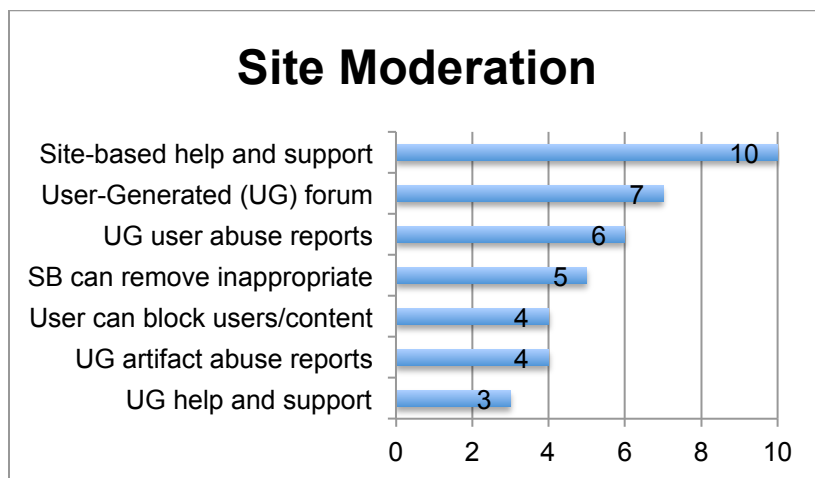 Site Moderation
Site-based help and support 10
User-Generated (UG) forum 7
UG user abuse reports 6
SB can remove inappropriate 5
User can block users/content 4
UG artifact abuse reports 4
UG help and support 3
0 2 4 6 8 10